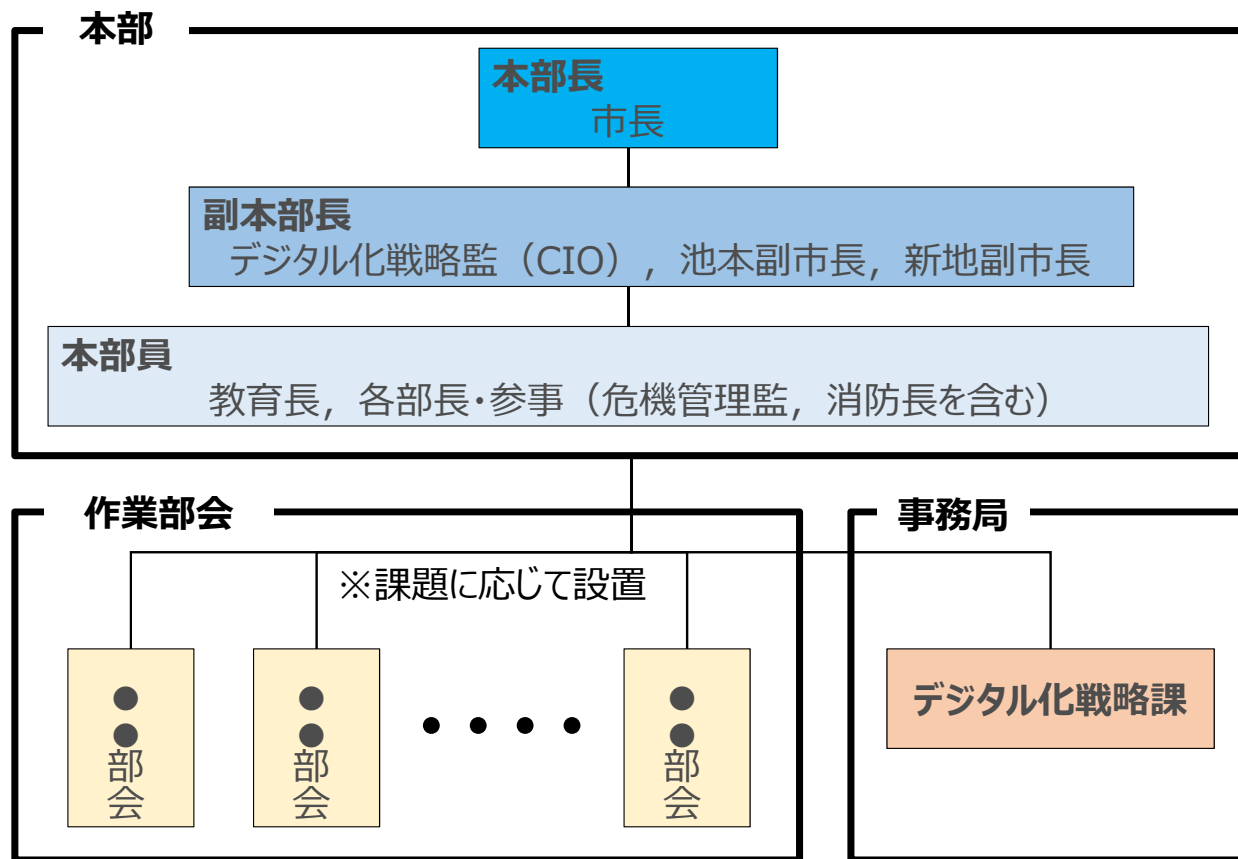 本部
本部長
市長
副本部長
デジタル化戦略監（CIO），池本副市長，新地副市長
本部員
教育長，各部長・参事（危機管理監，消防長を含む）
作業部会
事務局
※課題に応じて設置
●●部会
●●部会
・・・・
●●部会
デジタル化戦略課